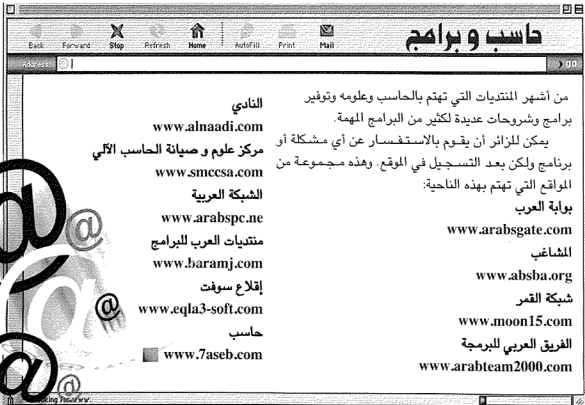 Back Forward Stop Refresh Home AutoFill Print Mail
حاسب و برامج
Address
go
من أشهر المنتديات التي تهتم بالحاسب وعلومه وتوفير
برامج وشروحات عديدة لكثير من البرامج المهمة.
يمكن للزائر أن يقوم بالاستفسار عن أي مشكلة أو
برنامج ولكن بعد التسجيل في الموقع. وهذه مجموعة من
المواقع التي تهتم بهذه الناحية:
بوابة العرب
www.arabsgate.com
المشاغب
www.absba.org
شبكة القمر
www.moon15.com
الفريق العربي للبرمجة
www.arabteam2000.com
النادي
www.alnaadi.com
مركز علوم و صيانة الحاسب الآلي
www.smccsa.com
الشبكة العربية
www.arabspc.ne
منتديات العرب للبرامج
www.baramj.com
إقلاع سوفت
www.eqla3-soft.com
حاسب
www.7aseb.com
@
@
@
@
@
@